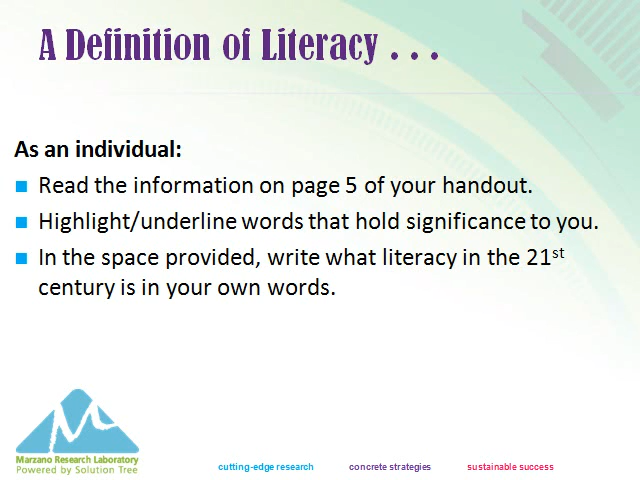 A Definition of Literacy . . .
As an individual:
Read the information on page 5 of your handout.
Highlight/underline words that hold significance to you.
In the space provided, write what literacy in the 21st
century is in your own words.
M
Marzano Research Laboratory
Powered by Solution Tree
cutting-edge research concrete strategies sustainable success